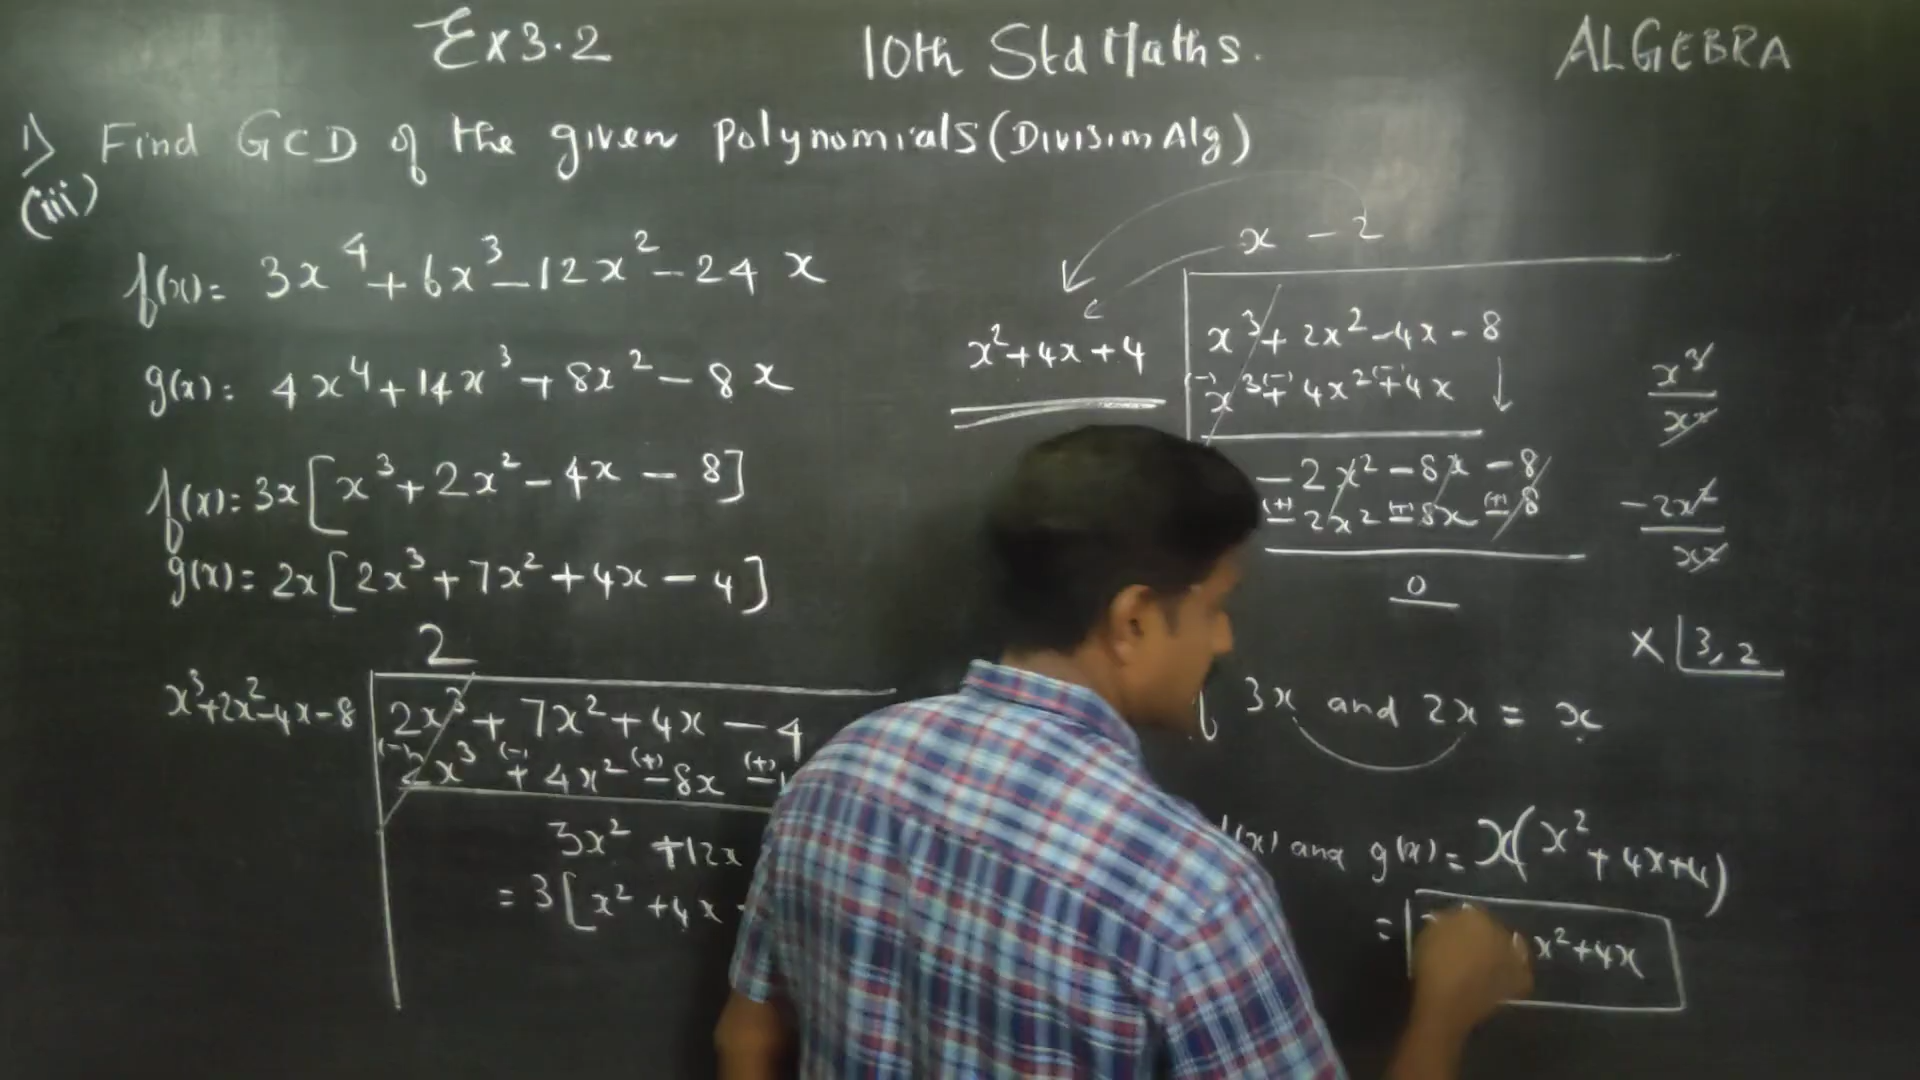 Ex 3.2 10th Std Maths. ALGEBRA
1) Find GCD of the given Polynomials (Division Alg)
(iii)
f(x) = 3x⁴ + 6x³ - 12x² - 24x
g(x) = 4x⁴ + 14x³ + 8x² - 8x
f(x) = 3x[x³ + 2x² - 4x - 8]
g(x) = 2x[2x³ + 7x² + 4x - 4]
2
x³+2x²-4x-8 2x³ + 7x² + 4x - 4
(-) 2x³ (-)+ 4x² (+)- 8x (+)-
3x² + 12x
= 3[x² + 4x
x - 2
x²+4x+4 x³ + 2x² - 4x - 8
(-) x³ (-)+ 4x² (-)+ 4x
- 2x² - 8x - 8
(+)- 2x² (+)- 8x (+)- 8
0
x³
x²
-2x²
x²
x 3, 2
3x and 2x = x
f(x) and g(x) = x(x² + 4x + 4)
= x² + 4x